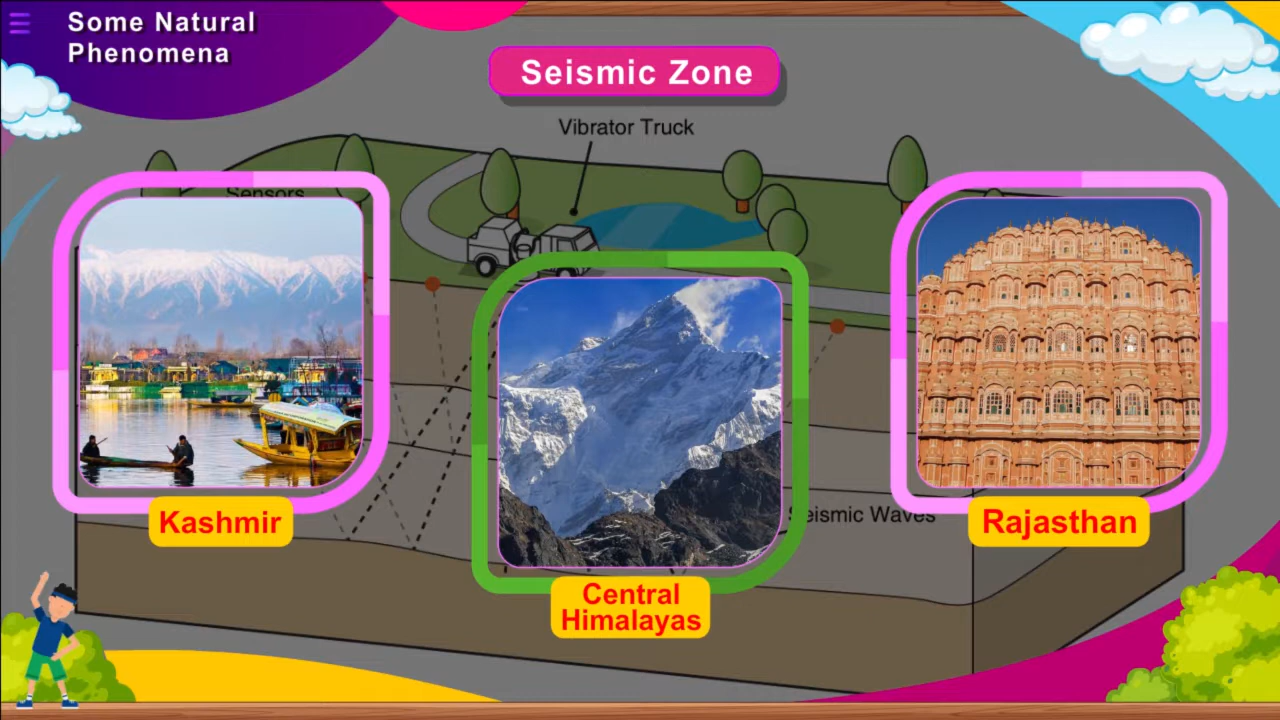 Some Natural
Phenomena
Seismic Zone
Vibrator Truck
Sensors
Kashmir
Seismic Waves
Rajasthan
Central
Himalayas